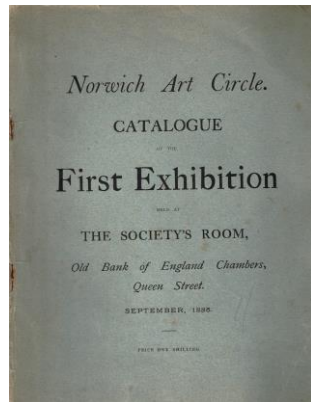 Norwich Art Circle.
CATALOGUE
OF THE
First Exhibition
HELD AT
THE SOCIETY'S ROOM,
Old Bank of England Chambers,
Queen Street.
SEPTEMBER,
PRICE ONE SHILLING.